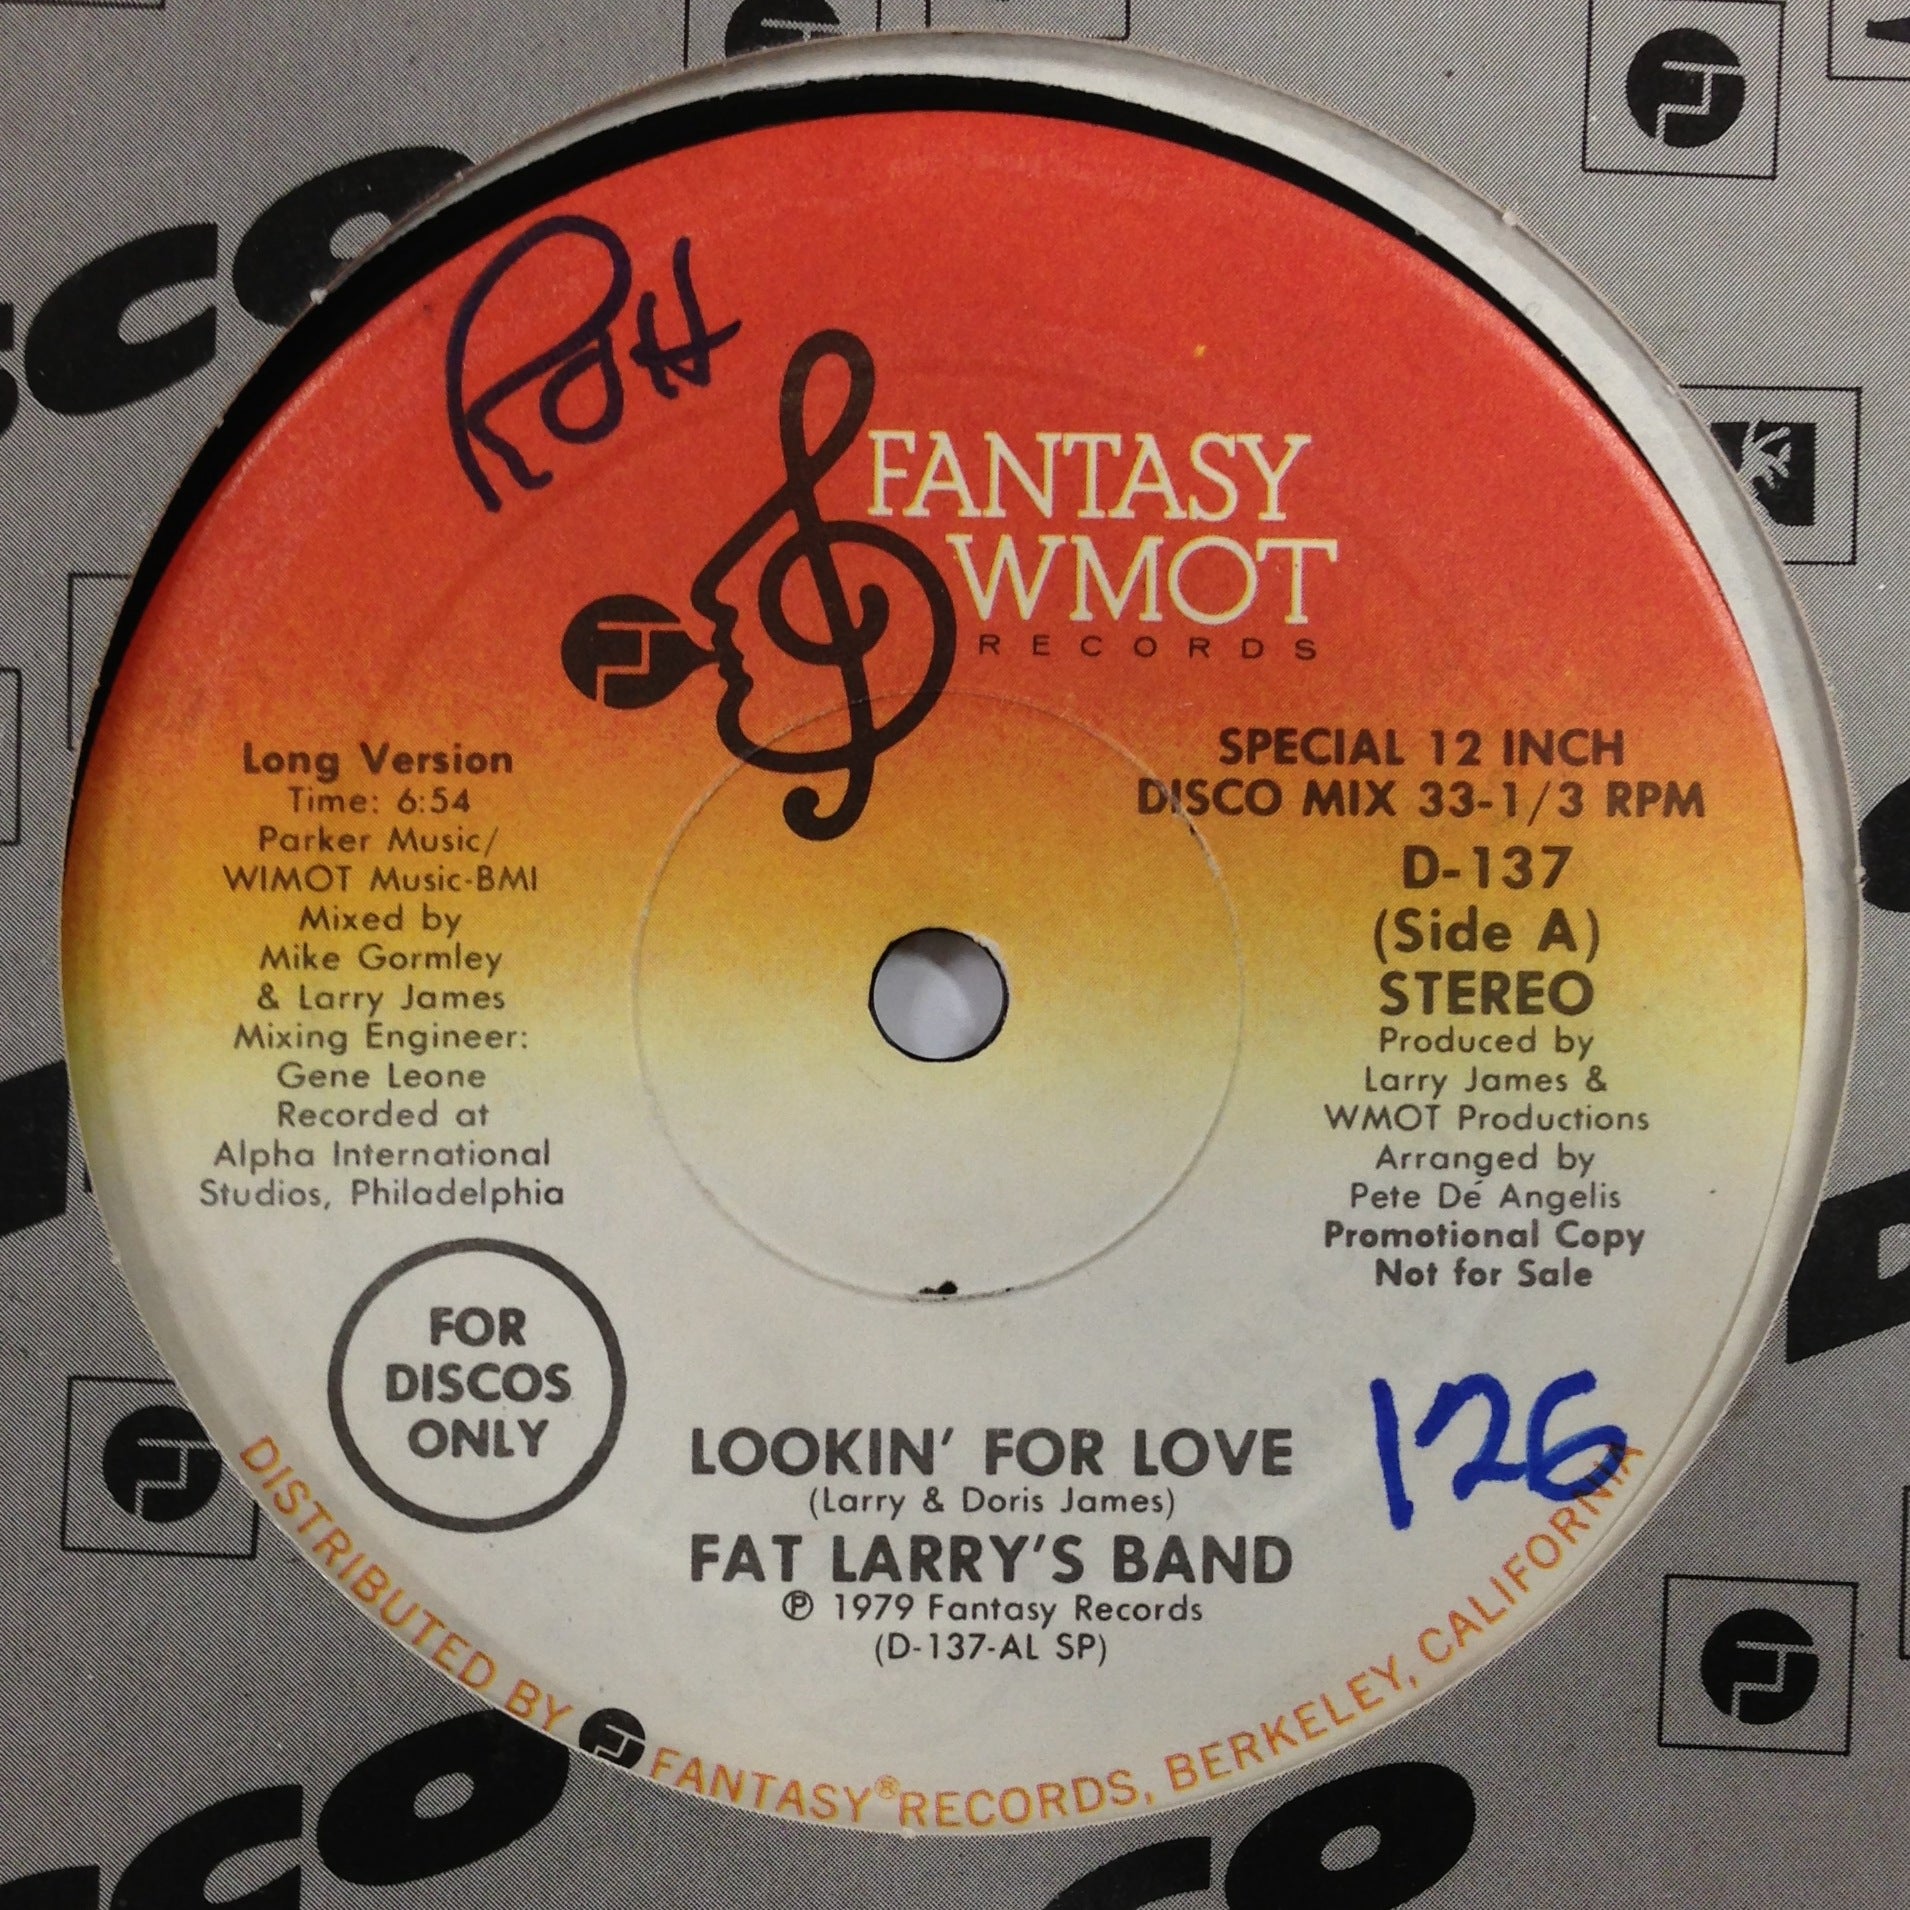 FANTASY
WMOT
RECORDS
Long Version
Time: 6:54
Parker Music/
WIMOT Music-BMI
Mixed by
Mike Gormley
& Larry James
Mixing Engineer:
Gene Leone
Recorded at
Alpha International
Studios, Philadelphia
SPECIAL 12 INCH
DISCO MIX 33-1/3 RPM
D-137
(Side A)
STEREO
Produced by
Larry James &
WMOT Productions
Arranged by
Pete Dé Angelis
Promotional Copy
Not for Sale
FOR
DISCOS
ONLY
126
LOOKIN' FOR LOVE
(Larry & Doris James)
FAT LARRY'S BAND
℗ 1979 Fantasy Records
(D-137-AL SP)
DISTRIBUTED BY FANTASY® RECORDS, BERKELEY, CALIFORNIA